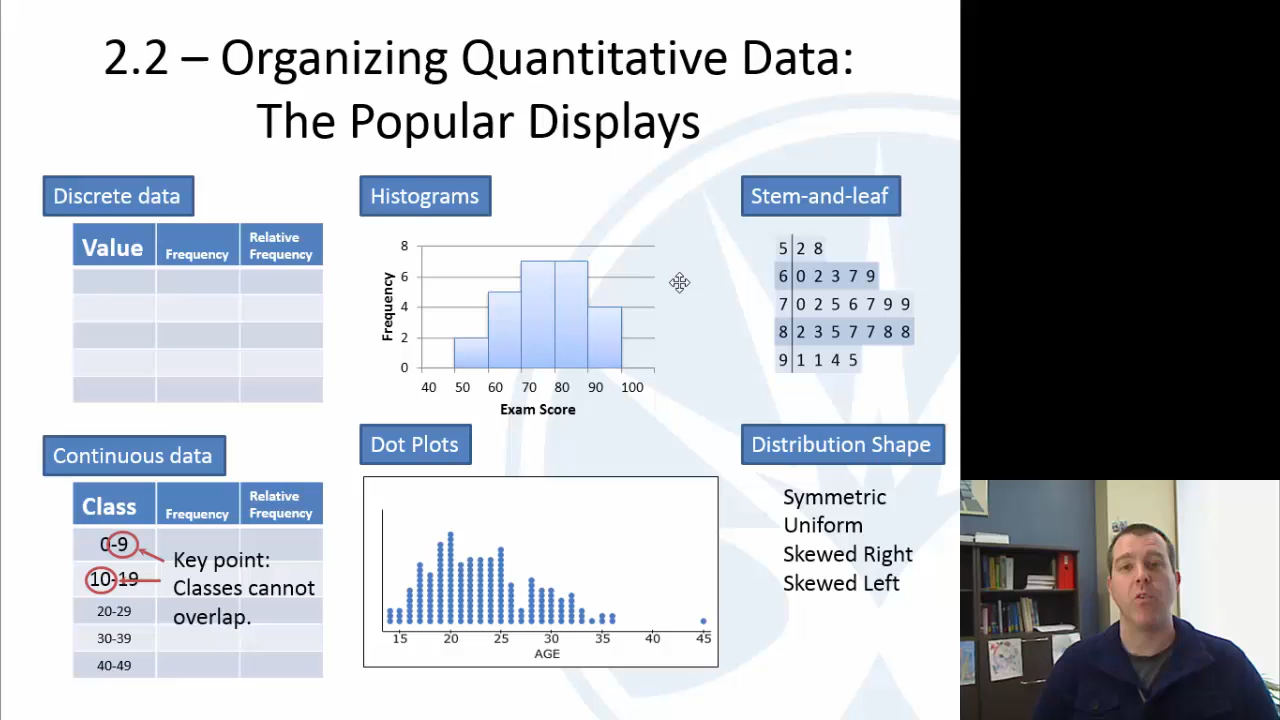 2.2 – Organizing Quantitative Data:
The Popular Displays
Discrete data
Value Frequency Relative Frequency
Continuous data
Class Frequency Relative Frequency
0-9
10-19
20-29
30-39
40-49
Key point:
Classes cannot
overlap.
Histograms
Frequency
8
6
4
2
0
40 50 60 70 80 90 100
Exam Score
Dot Plots
15 20 25 30 35 40 45
AGE
Stem-and-leaf
5 2 8
6 0 2 3 7 9
7 0 2 5 6 7 9 9
8 2 3 5 7 7 8 8
9 1 1 4 5
Distribution Shape
Symmetric
Uniform
Skewed Right
Skewed Left